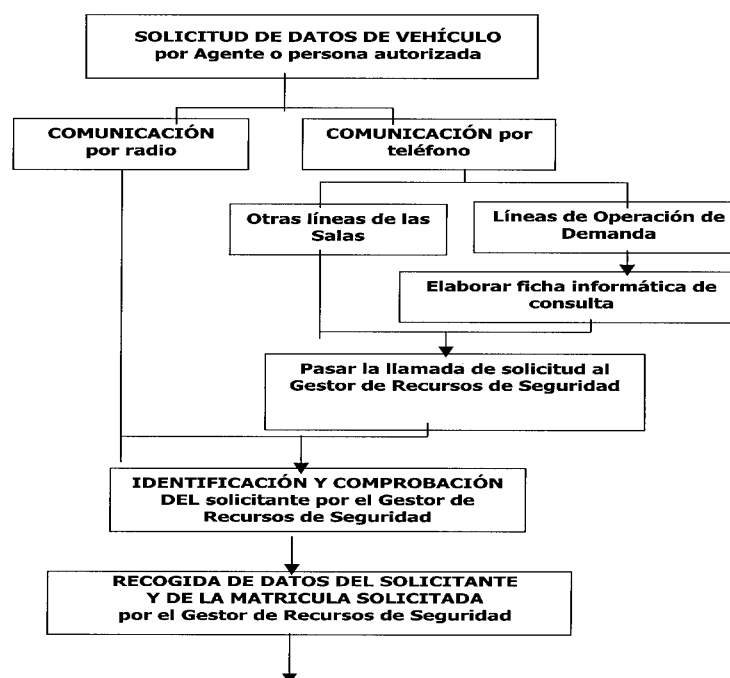 SOLICITUD DE DATOS DE VEHÍCULO
por Agente o persona autorizada
COMUNICACIÓN
por radio
COMUNICACIÓN por
teléfono
Otras líneas de las
Salas
Líneas de Operación de
Demanda
Elaborar ficha informática de
consulta
Pasar la llamada de solicitud al
Gestor de Recursos de Seguridad
IDENTIFICACIÓN Y COMPROBACIÓN
DEL solicitante por el Gestor de
Recursos de Seguridad
RECOGIDA DE DATOS DEL SOLICITANTE
Y DE LA MATRICULA SOLICITADA
por el Gestor de Recursos de Seguridad